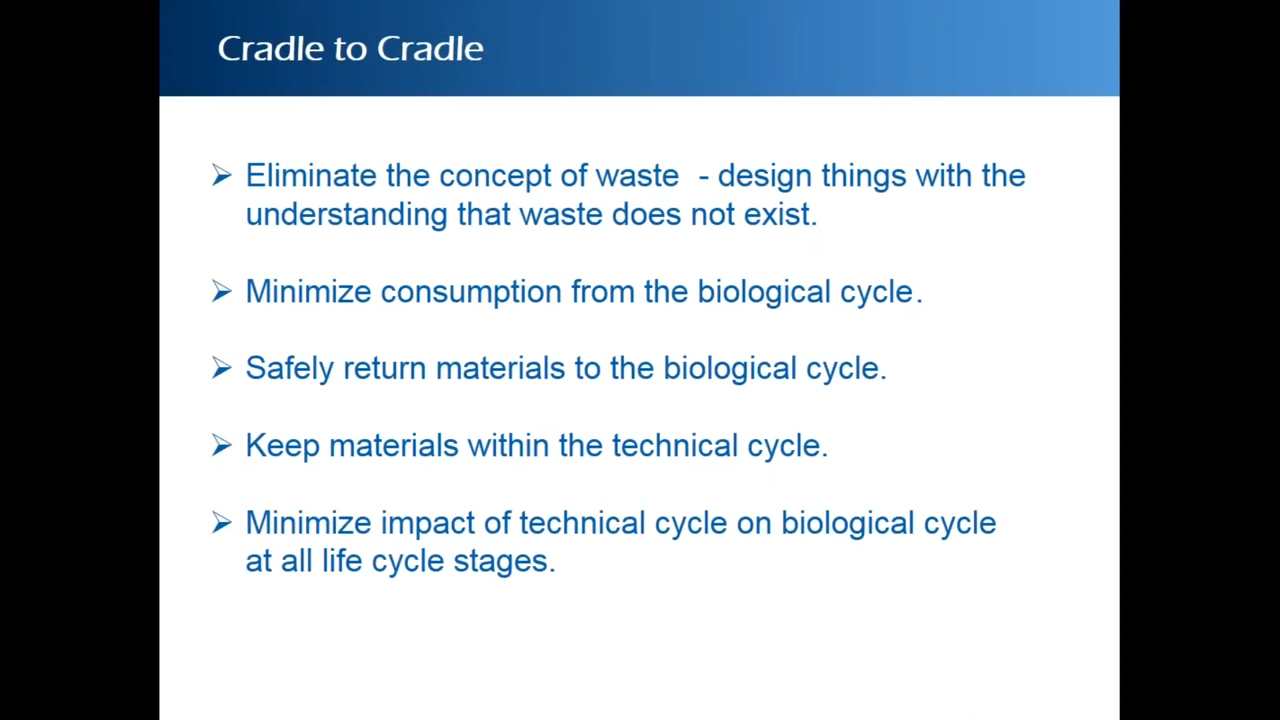 Cradle to Cradle
Eliminate the concept of waste - design things with the
understanding that waste does not exist.
Minimize consumption from the biological cycle.
Safely return materials to the biological cycle.
Keep materials within the technical cycle.
Minimize impact of technical cycle on biological cycle
at all life cycle stages.